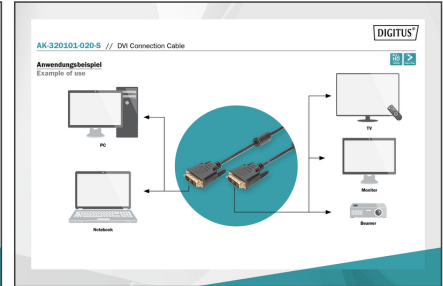 DIGITUS®
AK-320101-020-S // DVI Connection Cable
Anwendungsbeispiel
Example of use
PC
Notebook
TV
Monitor
Beamer